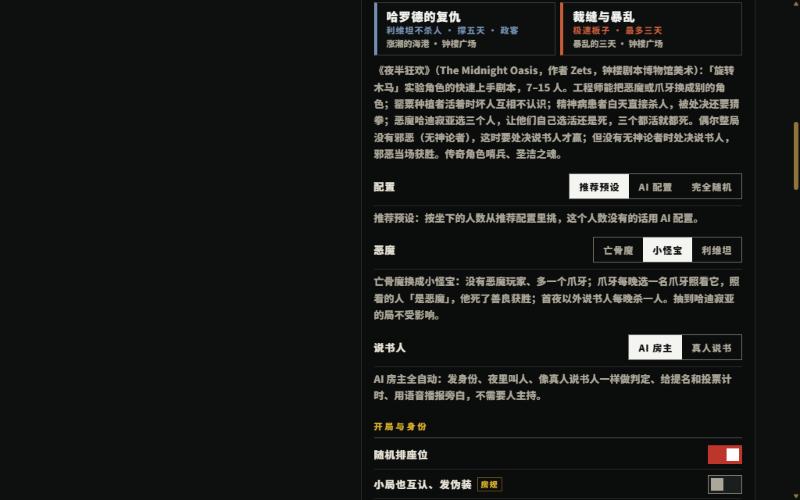 哈罗德的复仇
利维坦不杀人 · 撑五天 · 政客
涨潮的海港 · 钟楼广场
裁缝与暴乱
极速板子 · 最多三天
暴乱的三天 · 钟楼广场
《夜半狂欢》（The Midnight Oasis，作者 Zets，钟楼剧本博物馆美术）：「旋转
木马」实验角色的快速上手剧本，7–15 人。工程师能把恶魔或爪牙换成别的角
色；罂粟种植者活着时坏人互相不认识；精神病患者白天直接杀人，被处决还要猜
拳；恶魔哈迪寂亚选三个人，让他们自己选活还是死，三个都活就都死。偶尔整局
没有邪恶（无神论者），这时要处决说书人才赢；但没有无神论者时处决说书人，
邪恶当场获胜。传奇角色哨兵、圣洁之魂。
配置
推荐预设
AI 配置
完全随机
推荐预设：按坐下的人数从推荐配置里挑，这个人数没有的话用 AI 配置。
恶魔
亡骨魔
小怪宝
利维坦
亡骨魔换成小怪宝：没有恶魔玩家、多一个爪牙；爪牙每晚选一名爪牙照看它，照
看的人「是恶魔」，他死了善良获胜；首夜以外说书人每晚杀一人。抽到哈迪寂亚
的局不受影响。
说书人
AI 房主
真人说书
AI 房主全自动：发身份、夜里叫人、像真人说书人一样做判定、给提名和投票计
时、用语音播报旁白，不需要人主持。
开局与身份
随机排座位
小局也互认、发伪装
房规